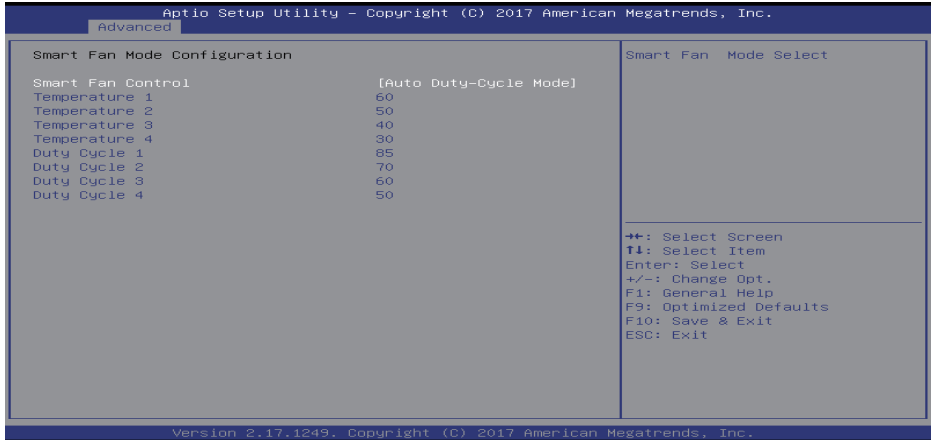 Aptio Setup Utility – Copyright (C) 2017 American Megatrends, Inc.
Advanced
Smart Fan Mode Configuration
Smart Fan Control [Auto Duty-Cycle Mode]
Temperature 1 60
Temperature 2 50
Temperature 3 40
Temperature 4 30
Duty Cycle 1 85
Duty Cycle 2 70
Duty Cycle 3 60
Duty Cycle 4 50
Smart Fan Mode Select
→←: Select Screen
↑↓: Select Item
Enter: Select
+/-: Change Opt.
F1: General Help
F9: Optimized Defaults
F10: Save & Exit
ESC: Exit
Version 2.17.1249. Copyright (C) 2017 American Megatrends, Inc.